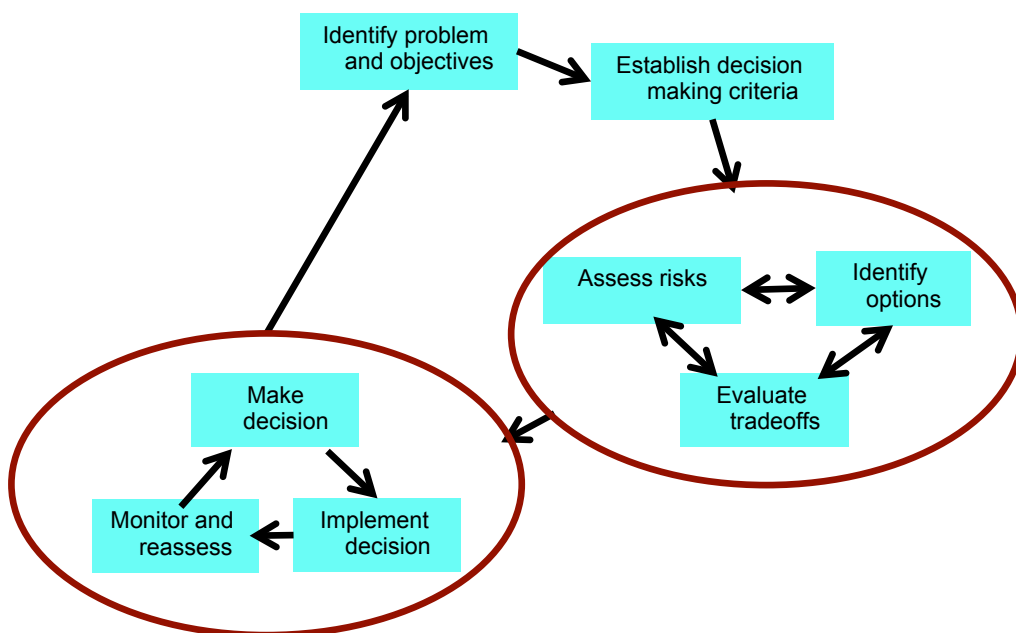 Identify problem
and objectives
Establish decision
making criteria
Assess risks
Identify
options
Evaluate
tradeoffs
Make
decision
Implement
decision
Monitor and
reassess